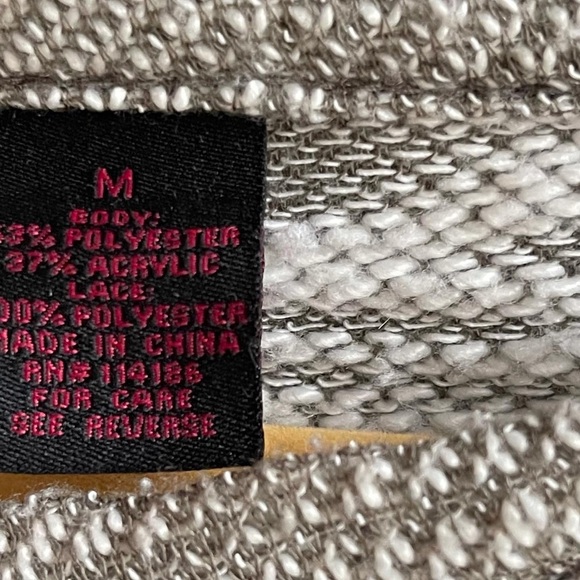 M
BODY:
63% POLYESTER
37% ACRYLIC
LACE:
00% POLYESTER
MADE IN CHINA
RN# 114186
FOR CARE
SEE REVERSE